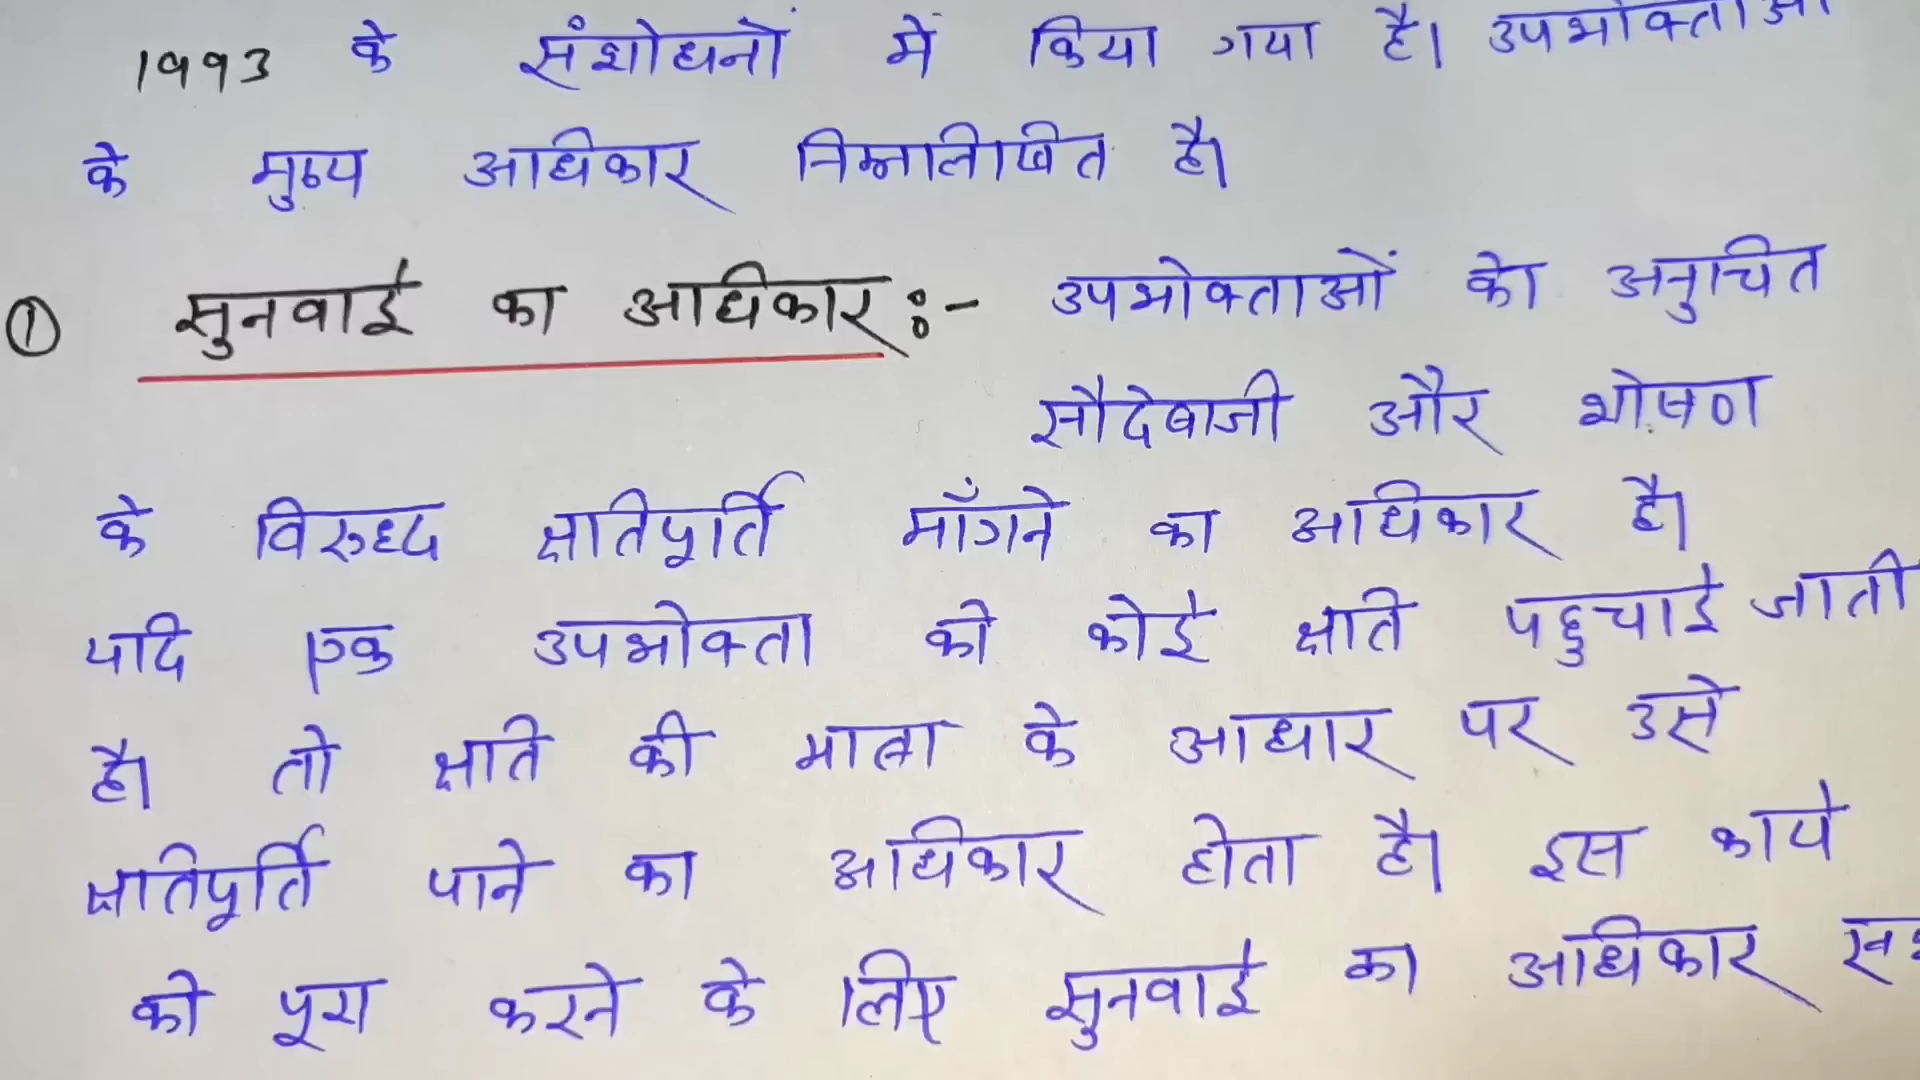 1993 के संशोधनों में किया गया है। उपभोक्ताओं
के मुख्य अधिकार निम्नलिखित है।
① सुनवाई का अधिकार :- उपभोक्ताओं को अनुचित
सौदेबाजी और शोषण
के विरुध्द क्षतिपूर्ति माँगने का अधिकार है।
यदि एक उपभोक्ता को कोई क्षति पहुचाई जाती
है। तो क्षति की मात्रा के आधार पर उसे
क्षतिपूर्ति पाने का अधिकार होता है। इस कार्य
को पूरा करने के लिए सुनवाई का अधिकार